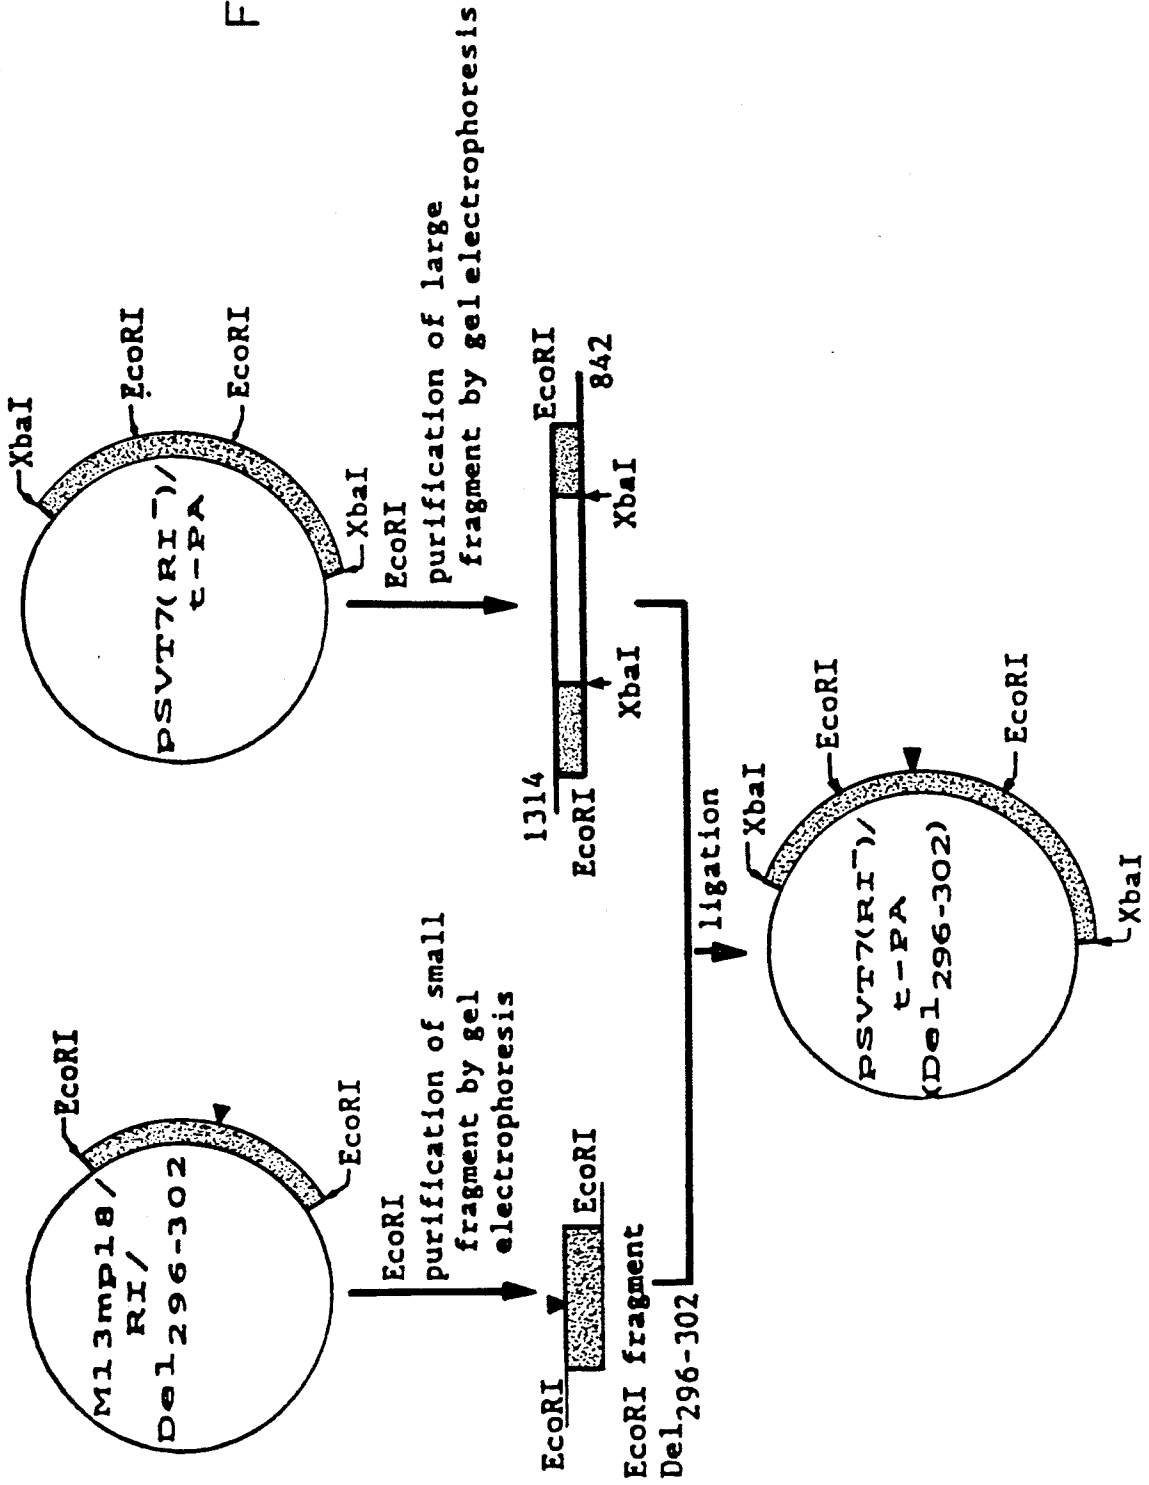 F
M13mp18/
RI/
Del296-302
EcoRI
EcoRI
EcoRI
purification of small
fragment by gel
electrophoresis
EcoRI
EcoRI
EcoRI fragment
Del296-302
pSVT7(RI-)/
t-PA
XbaI
EcoRI
EcoRI
XbaI
EcoRI
purification of large
fragment by gel electrophoresis
1314
EcoRI
XbaI
XbaI
EcoRI
842
ligation
pSVT7(RI-)/
t-PA
(Del296-302)
XbaI
EcoRI
EcoRI
XbaI